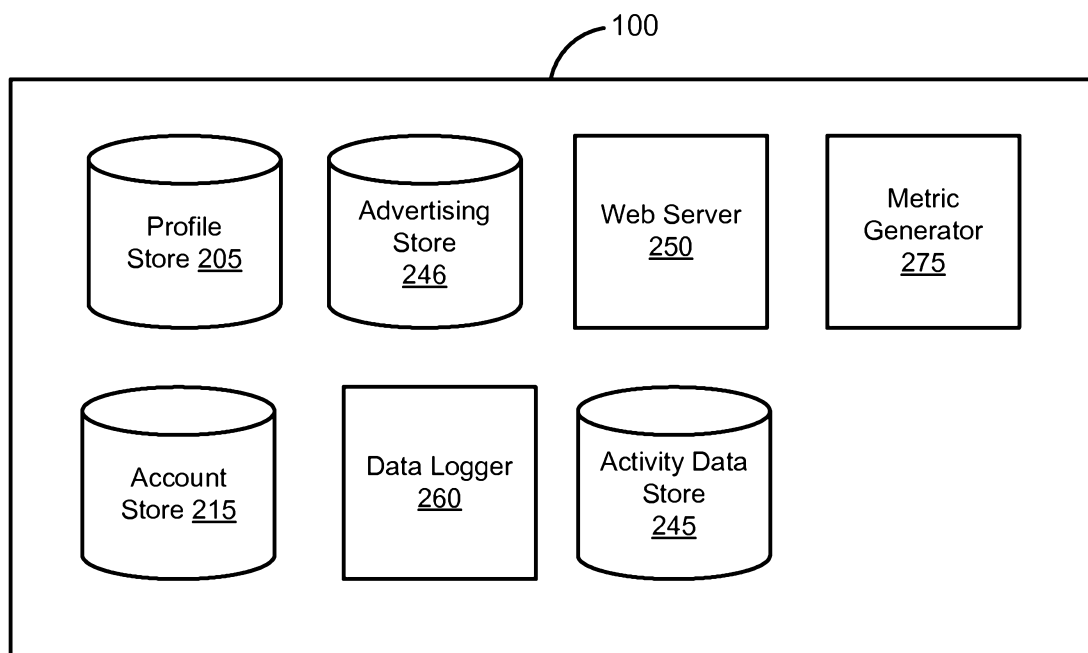 100
Profile
Store 205
Advertising
Store
246
Web Server
250
Metric
Generator
275
Account
Store 215
Data Logger
260
Activity Data
Store
245